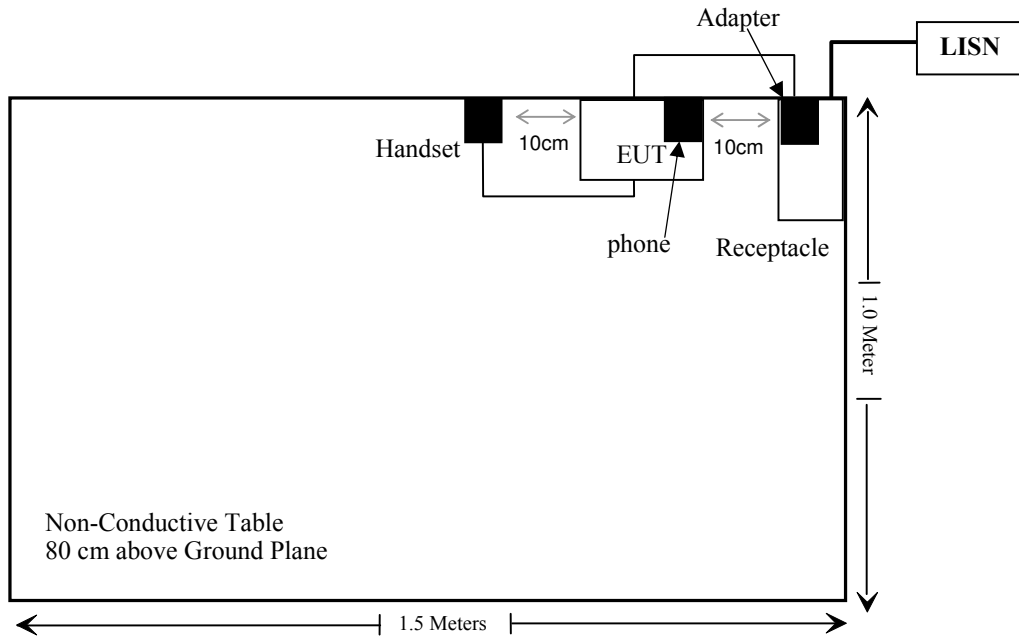 Adapter
LISN
Handset
10cm
EUT
10cm
phone
Receptacle
1.0 Meter
Non-Conductive Table
80 cm above Ground Plane
1.5 Meters